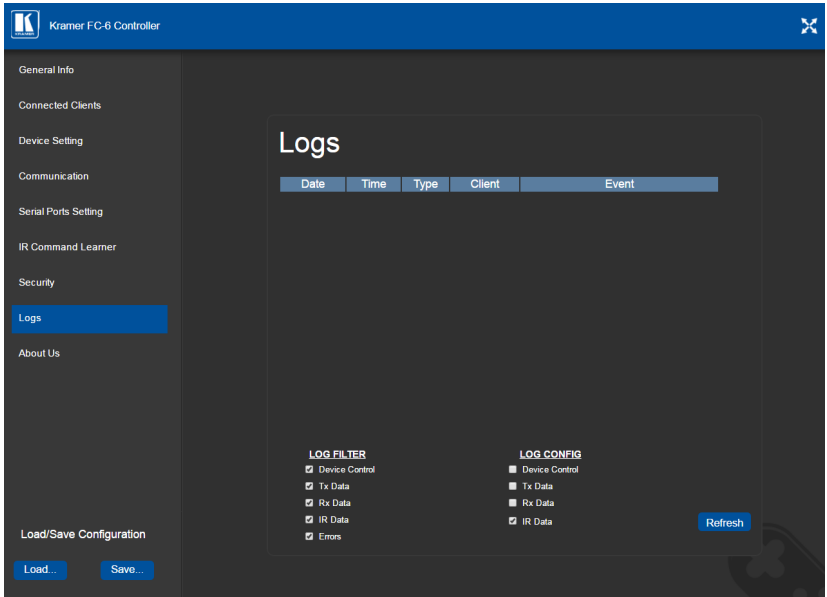 Kramer FC-6 Controller
General Info
Connected Clients
Device Setting
Communication
Serial Ports Setting
IR Command Learner
Security
Logs
About Us
Load/Save Configuration
Load... Save...
Logs
Date Time Type Client Event
LOG FILTER
Device Control
Tx Data
Rx Data
IR Data
Errors
LOG CONFIG
Device Control
Tx Data
Rx Data
IR Data
Refresh